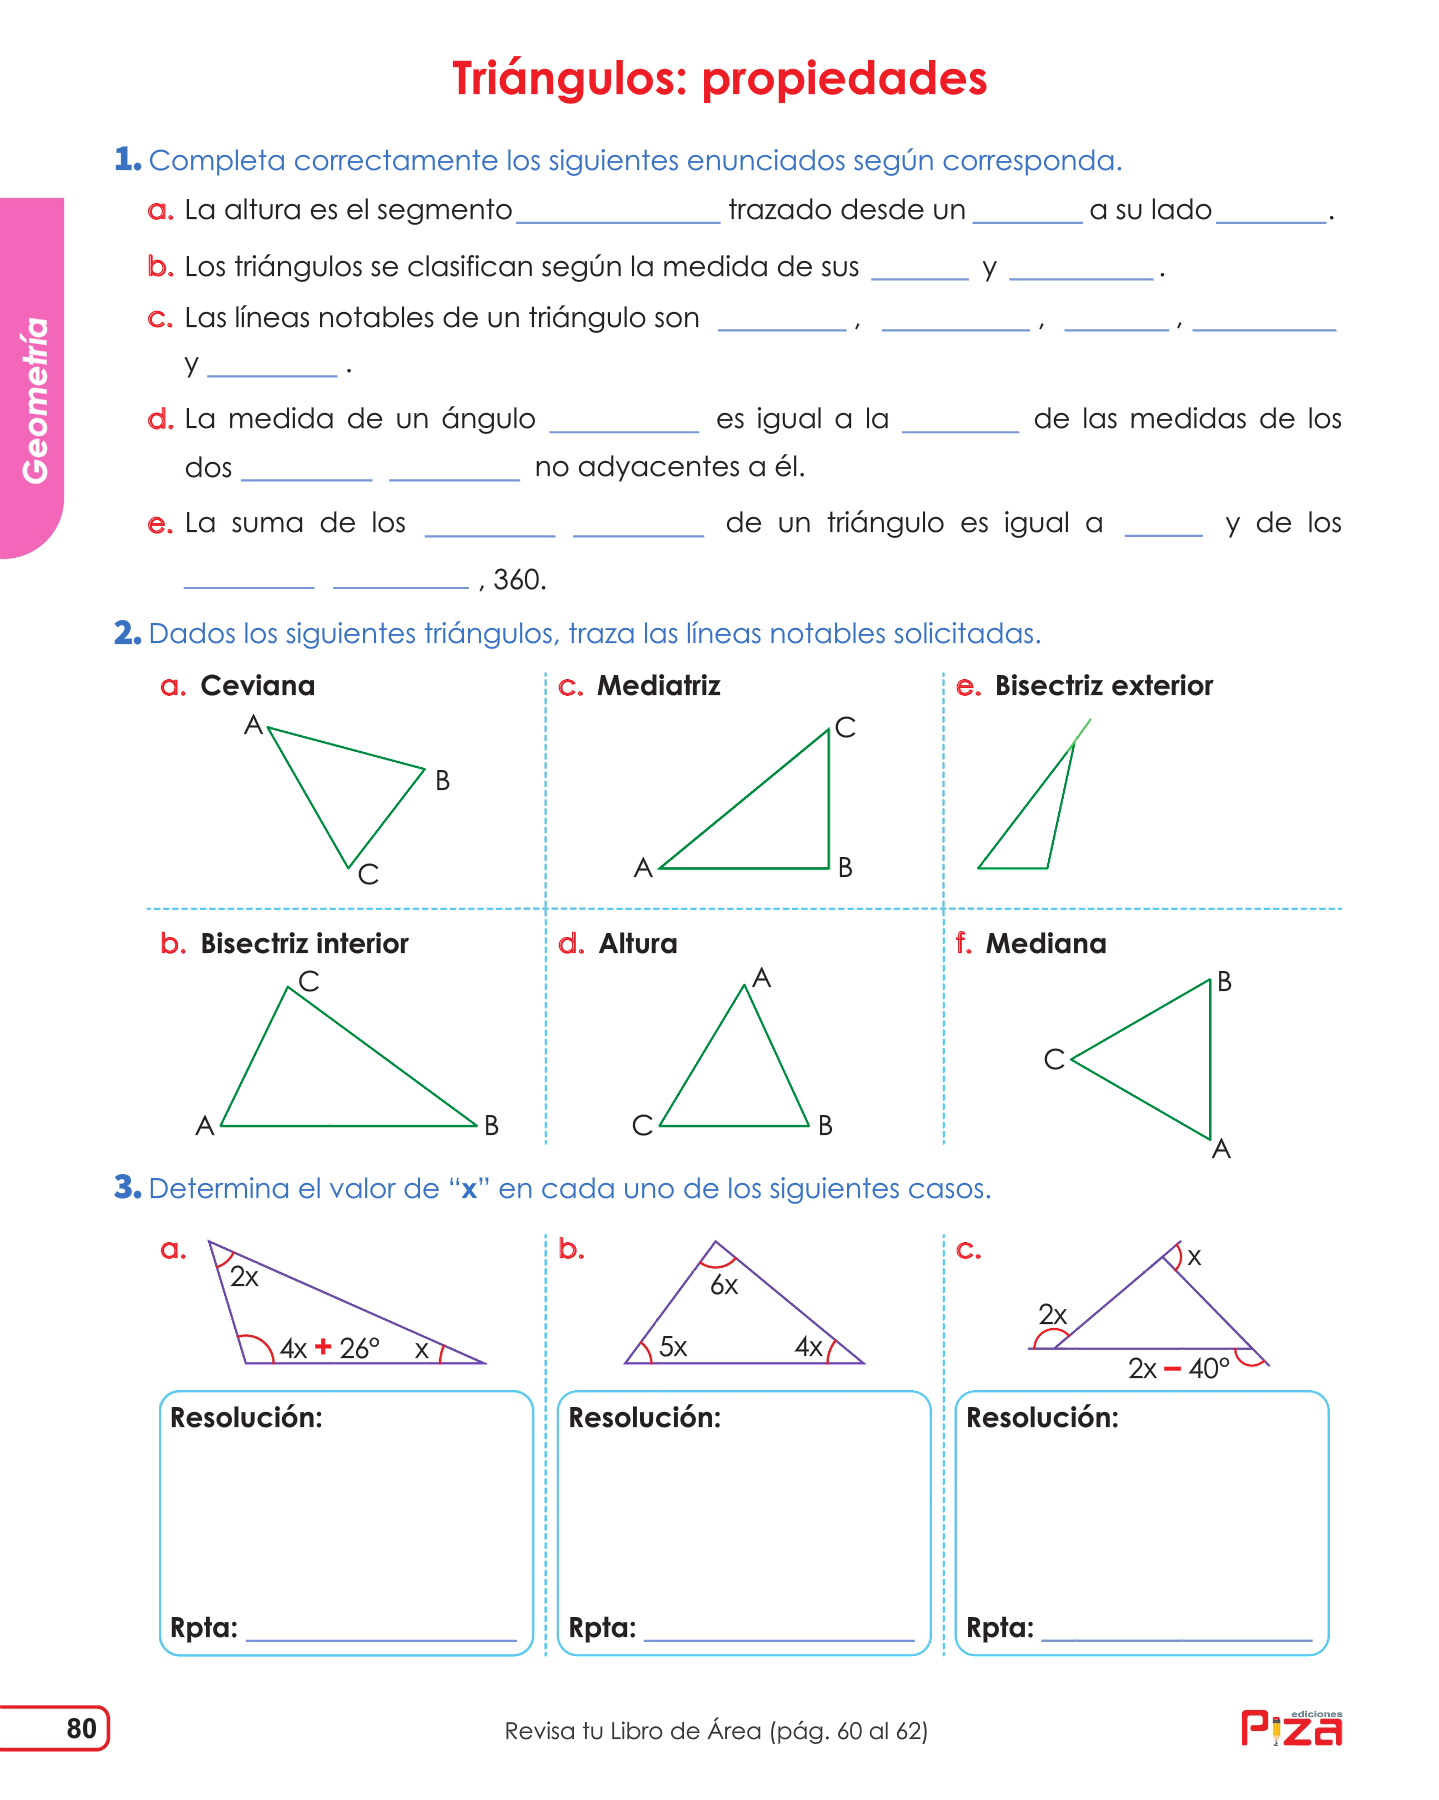 Triángulos: propiedades
1. Completa correctamente los siguientes enunciados según corresponda.
a. La altura es el segmento______________ trazado desde un ________ a su lado ________.
b. Los triángulos se clasifican según la medida de sus _______ y __________.
c. Las líneas notables de un triángulo son _________, __________, _______, __________
y _________.
d. La medida de un ángulo __________ es igual a la ________ de las medidas de los
dos _________ _________ no adyacentes a él.
e. La suma de los _________ _________ de un triángulo es igual a _____ y de los
_________ _________, 360.
Geometría
2. Dados los siguientes triángulos, traza las líneas notables solicitadas.
a. Ceviana
A
B
C
c. Mediatriz
C
A
B
e. Bisectriz exterior
b. Bisectriz interior
C
A
B
d. Altura
A
C
B
f. Mediana
B
C
A
3. Determina el valor de “x” en cada uno de los siguientes casos.
a.
2x
4x + 26°
x
b.
6x
5x
4x
c.
x
2x
2x – 40°
Resolución:
Rpta: ____________________
Resolución:
Rpta: ____________________
Resolución:
Rpta: ____________________
80
Revisa tu Libro de Área (pág. 60 al 62)
ediciones
Piza